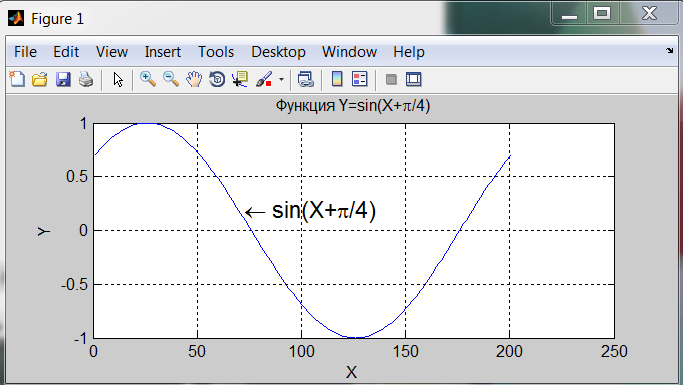 Figure 1
File Edit View Insert Tools Desktop Window Help
Функция Y=sin(X+π/4)
1
0.5
0
-0.5
-1
Y
← sin(X+π/4)
0 50 100 150 200 250
X